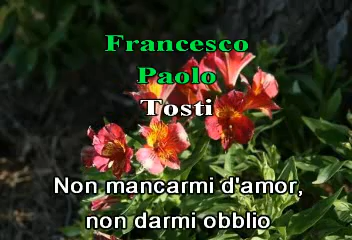 Francesco
Paolo
Tosti
Non mancarmi d'amor,
non darmi obblio